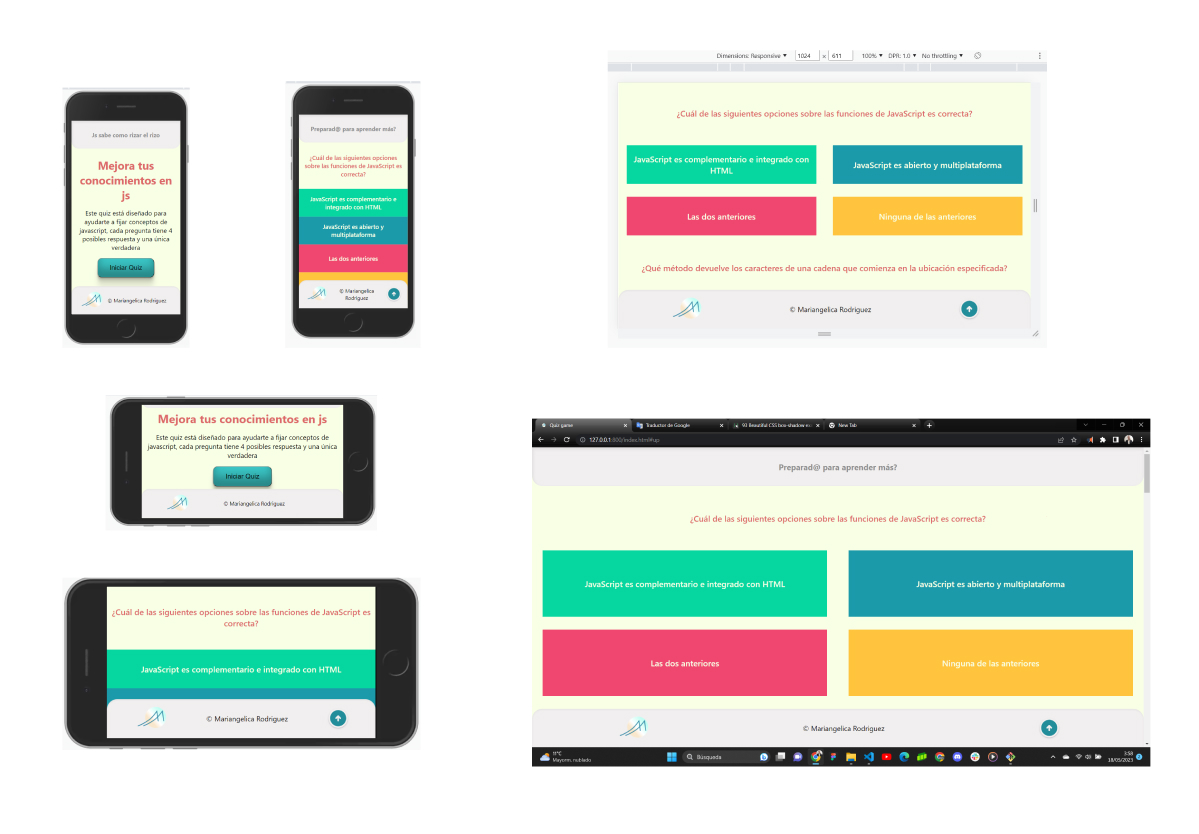 Js sabe como rizar el rizo
Mejora tus
conocimientos en
js
Este quiz está diseñado para
ayudarte a fijar conceptos de
javascript, cada pregunta tiene 4
posibles respuesta y una única
verdadera
Iniciar Quiz
© Mariangelica Rodriguez
Preparad@ para aprender más?
¿Cuál de las siguientes opciones
sobre las funciones de JavaScript es
correcta?
JavaScript es complementario e
integrado con HTML
JavaScript es abierto y
multiplataforma
Las dos anteriores
© Mariangelica
Rodriguez
Dimensions: Responsive ▼ 1024 × 611 100% ▼ DPR: 1.0 ▼ No throttling ▼
¿Cuál de las siguientes opciones sobre las funciones de JavaScript es correcta?
JavaScript es complementario e integrado con
HTML
JavaScript es abierto y multiplataforma
Las dos anteriores
Ninguna de las anteriores
¿Qué método devuelve los caracteres de una cadena que comienza en la ubicación especificada?
© Mariangelica Rodriguez
Mejora tus conocimientos en js
Este quiz está diseñado para ayudarte a fijar conceptos de
javascript, cada pregunta tiene 4 posibles respuesta y una única
verdadera
Iniciar Quiz
© Mariangelica Rodriguez
¿Cuál de las siguientes opciones sobre las funciones de JavaScript es
correcta?
JavaScript es complementario e integrado con HTML
© Mariangelica Rodriguez
Quiz game
Traductor de Google
93 Beautiful CSS box-shadow ex
New Tab
127.0.0.1:800/index.html#up
Preparad@ para aprender más?
¿Cuál de las siguientes opciones sobre las funciones de JavaScript es correcta?
JavaScript es complementario e integrado con HTML
JavaScript es abierto y multiplataforma
Las dos anteriores
Ninguna de las anteriores
© Mariangelica Rodriguez
11°C
Mayorm. nublado
Búsqueda
3:58
18/05/2023